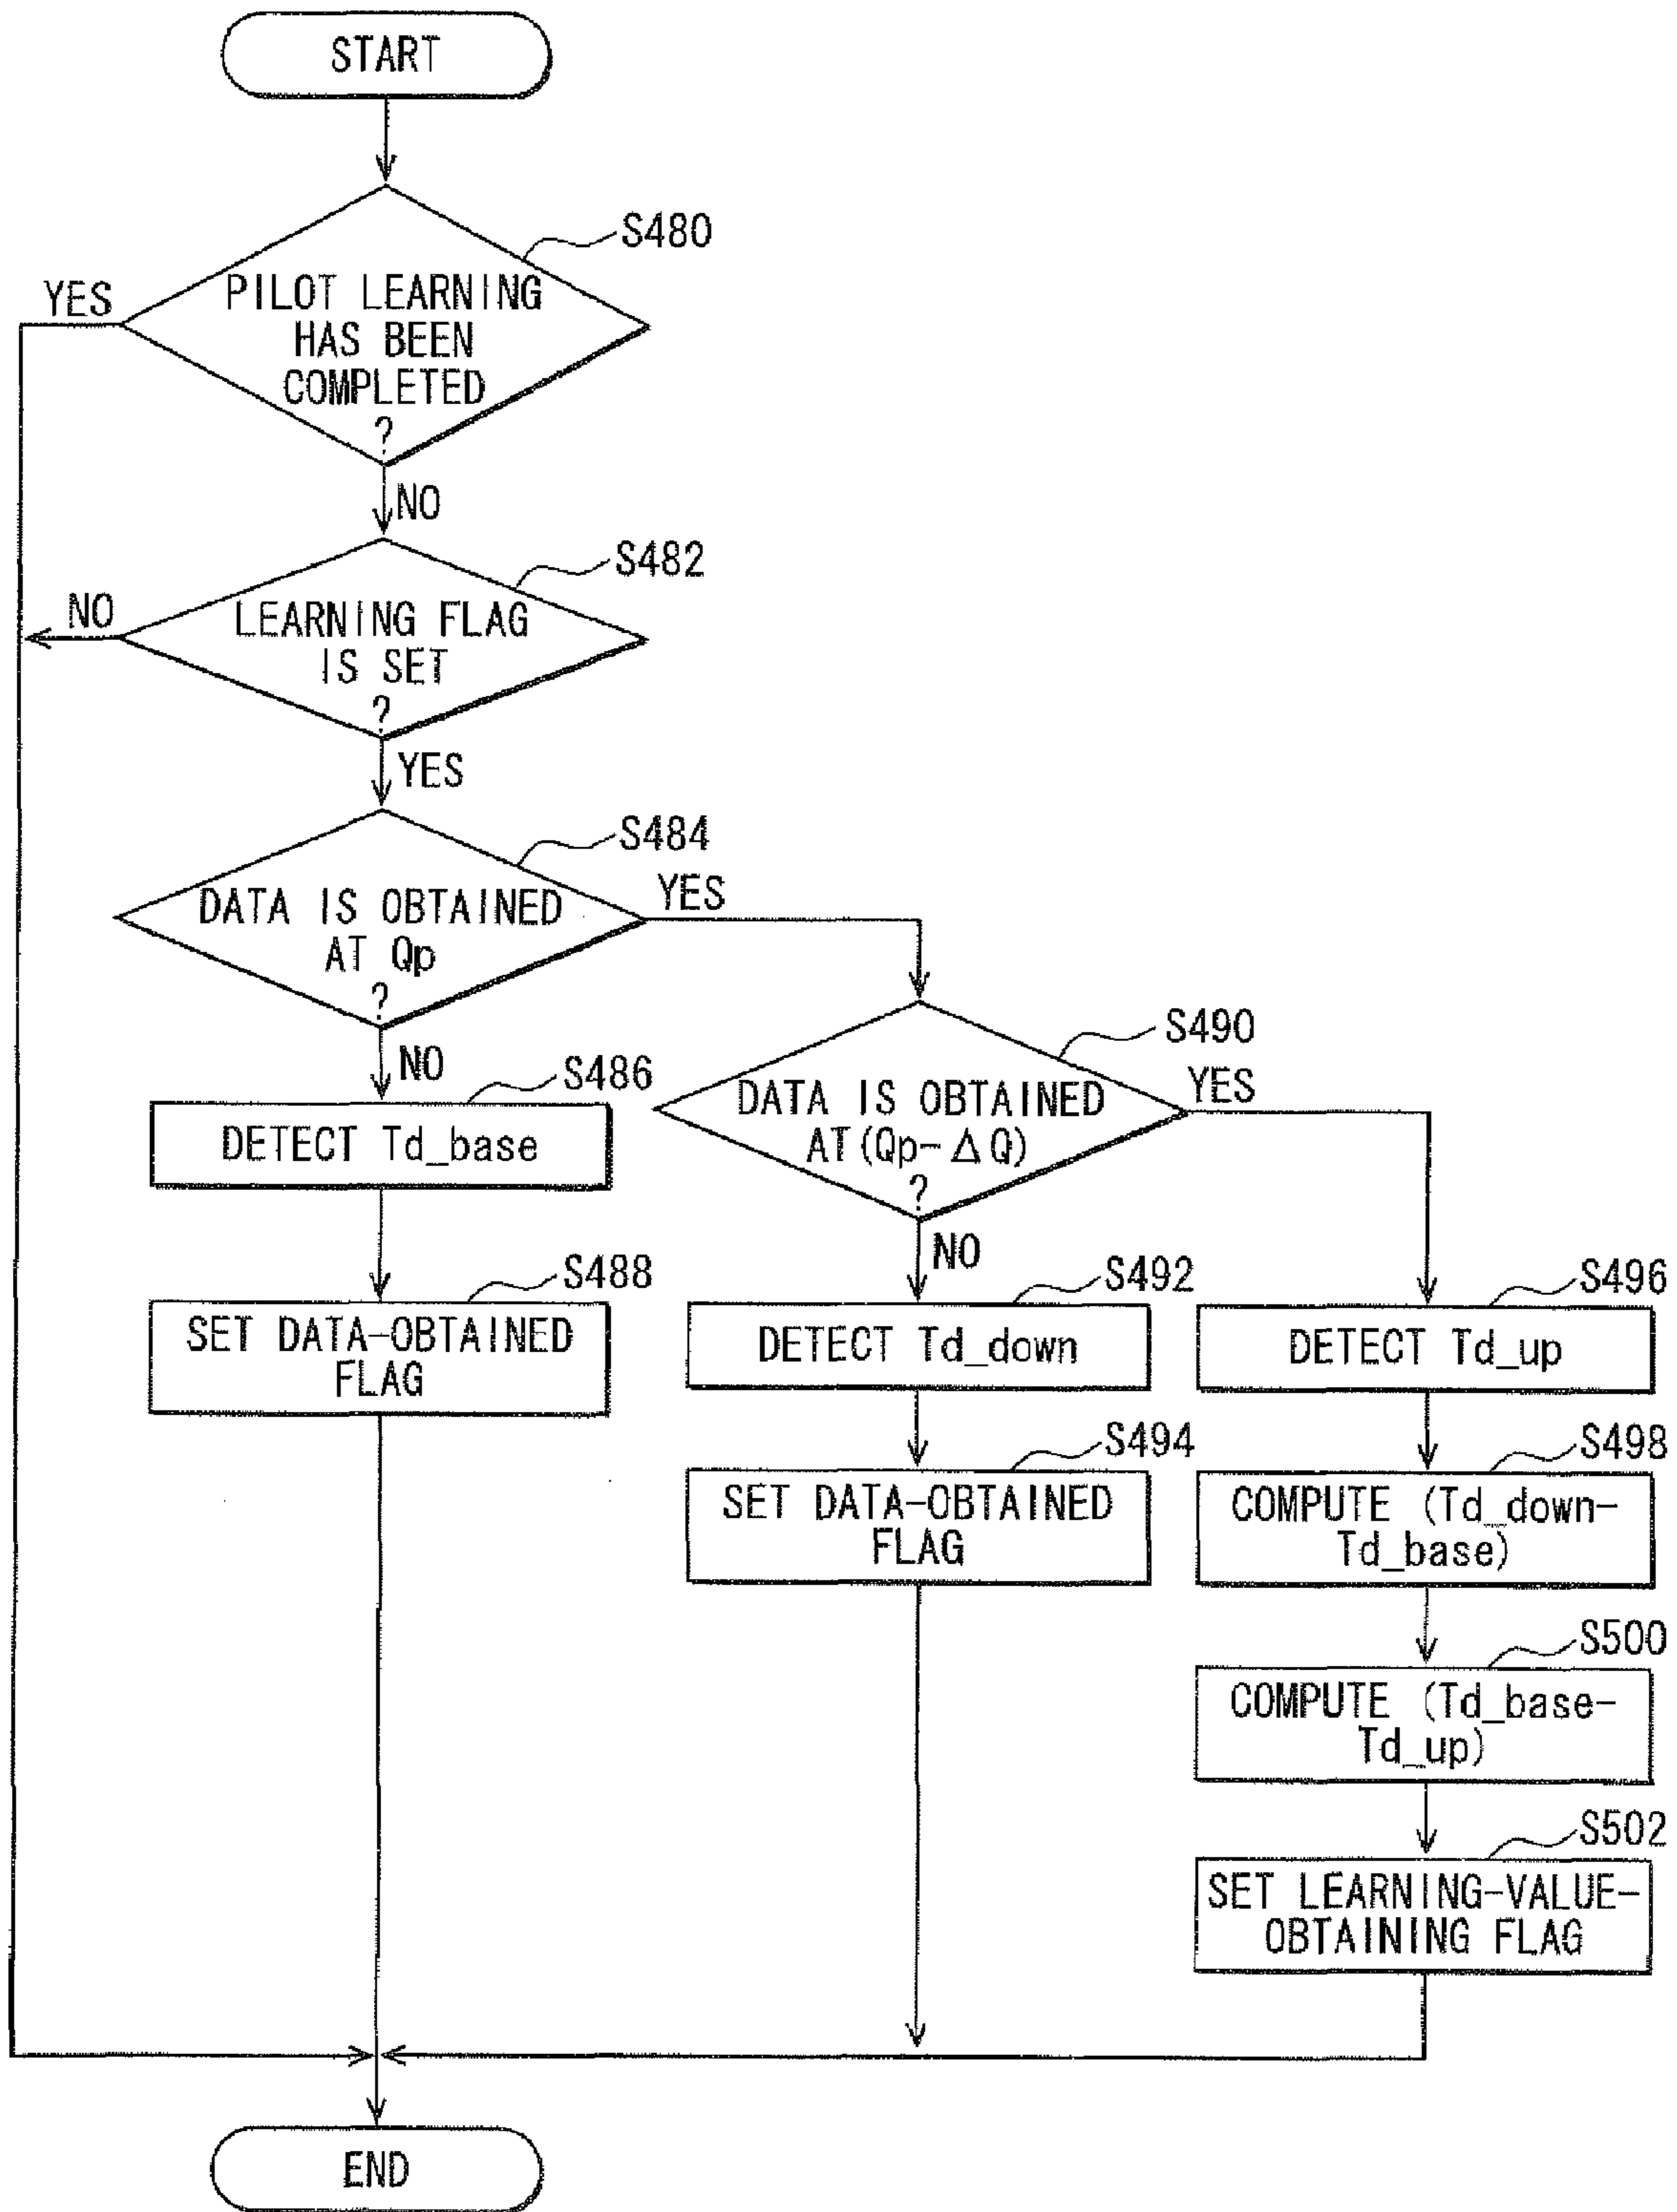 START
S480
YES
PILOT LEARNING
HAS BEEN
COMPLETED
?
NO
S482
NO
LEARNING FLAG
IS SET
?
YES
S484
DATA IS OBTAINED
AT Qp
?
YES
NO
S490
DATA IS OBTAINED
AT(Qp-ΔQ)
?
YES
NO
S486
DETECT Td_base
S488
SET DATA-OBTAINED
FLAG
S492
DETECT Td_down
S494
SET DATA-OBTAINED
FLAG
S496
DETECT Td_up
S498
COMPUTE (Td_down-
Td_base)
S500
COMPUTE (Td_base-
Td_up)
S502
SET LEARNING-VALUE-
OBTAINING FLAG
END